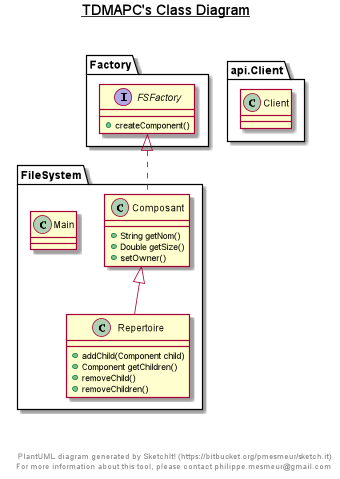 TDMAPC's Class Diagram
Factory
I FSFactory
createComponent()
api.Client
C Client
FileSystem
C Main
C Composant
String getNom()
Double getSize()
setOwner()
C Repertoire
addChild(Component child)
Component getChildren()
removeChild()
removeChildren()
PlantUML diagram generated by SketchIt! (https://bitbucket.org/pmesmeur/sketch.it)
For more information about this tool, please contact philippe.mesmeur@gmail.com